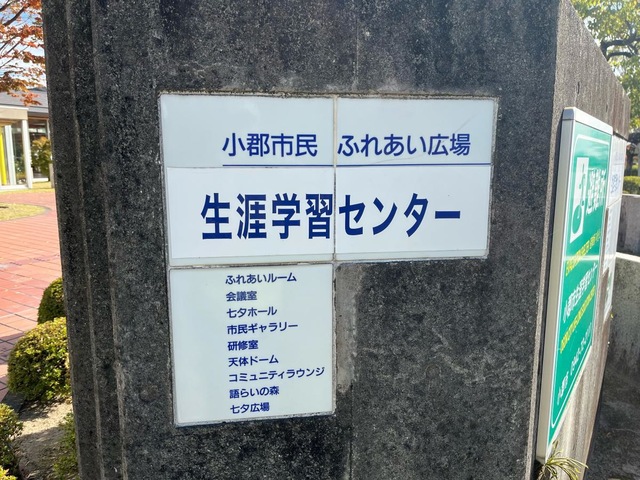 小郡市民 ふれあい広場
生涯学習センター
ふれあいルーム
会議室
七夕ホール
市民ギャラリー
研修室
天体ドーム
コミュニティラウンジ
語らいの森
七夕広場
避難所